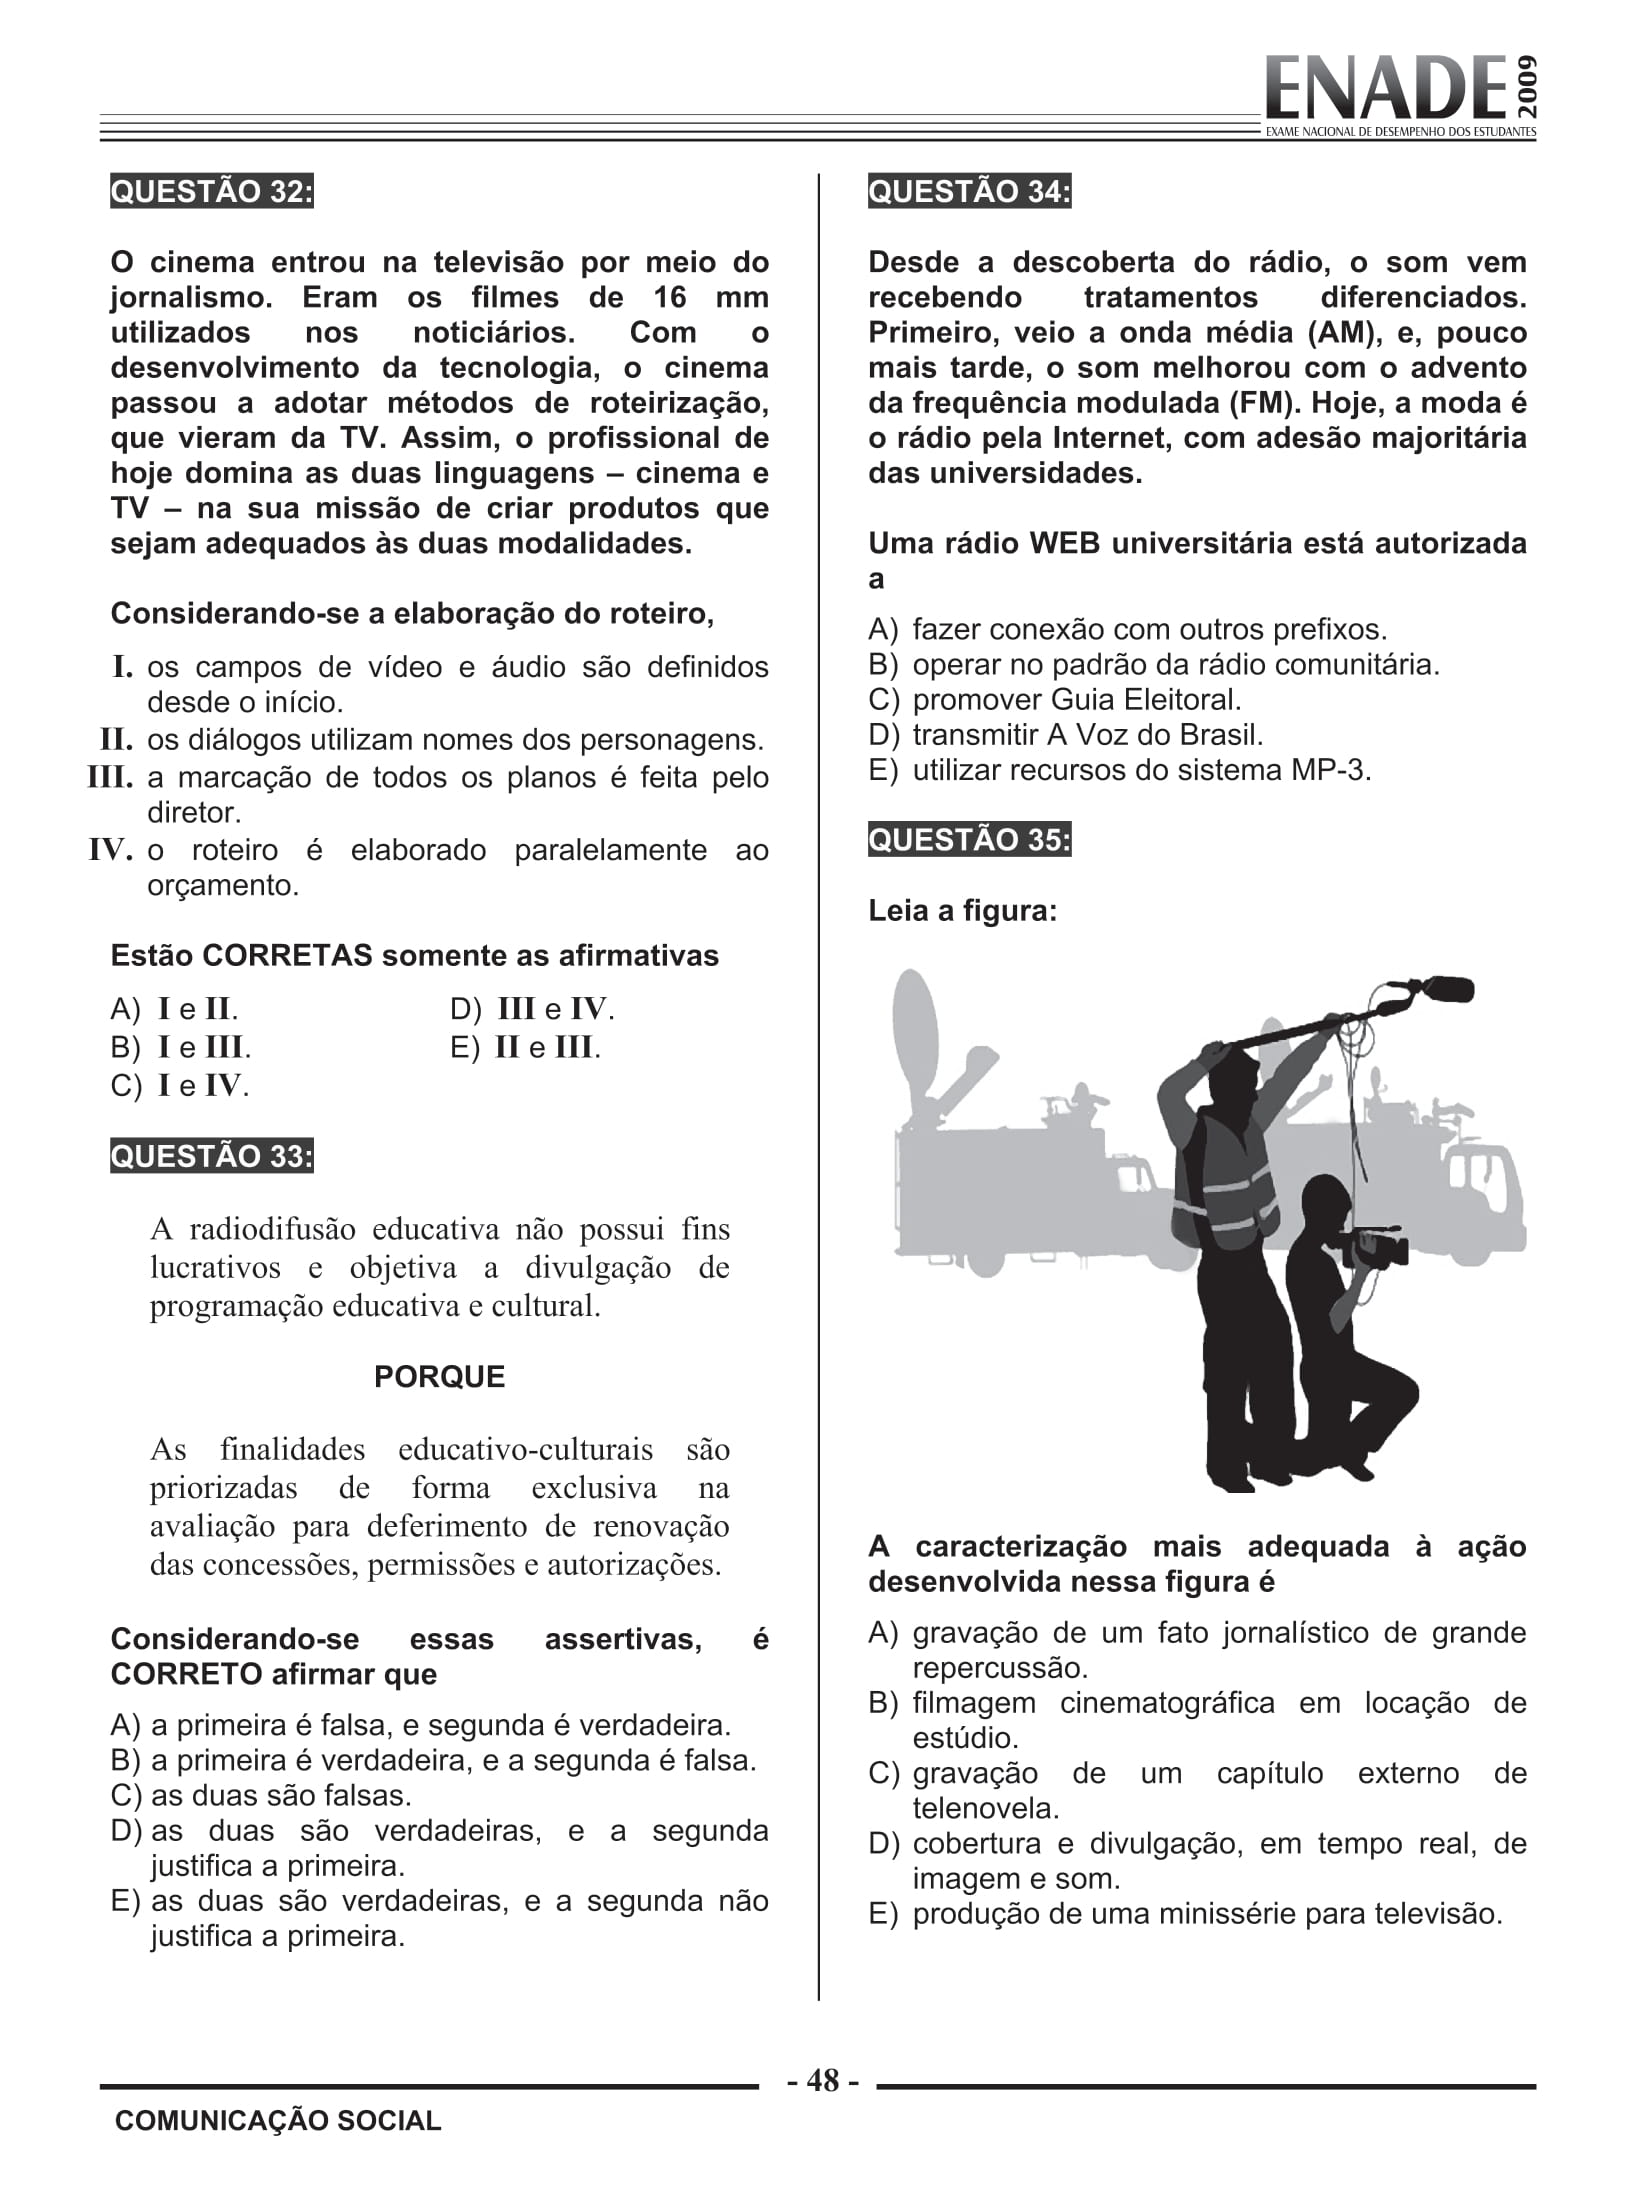 ENADE 2009
EXAME NACIONAL DE DESEMPENHO DOS ESTUDANTES
QUESTÃO 32:
O cinema entrou na televisão por meio do
jornalismo. Eram os filmes de 16 mm
utilizados nos noticiários. Com o
desenvolvimento da tecnologia, o cinema
passou a adotar métodos de roteirização,
que vieram da TV. Assim, o profissional de
hoje domina as duas linguagens – cinema e
TV – na sua missão de criar produtos que
sejam adequados às duas modalidades.
Considerando-se a elaboração do roteiro,
I. os campos de vídeo e áudio são definidos
desde o início.
II. os diálogos utilizam nomes dos personagens.
III. a marcação de todos os planos é feita pelo
diretor.
IV. o roteiro é elaborado paralelamente ao
orçamento.
Estão CORRETAS somente as afirmativas
A) I e II.
B) I e III.
C) I e IV.
D) III e IV.
E) II e III.
QUESTÃO 33:
A radiodifusão educativa não possui fins
lucrativos e objetiva a divulgação de
programação educativa e cultural.
PORQUE
As finalidades educativo-culturais são
priorizadas de forma exclusiva na
avaliação para deferimento de renovação
das concessões, permissões e autorizações.
Considerando-se essas assertivas, é
CORRETO afirmar que
A) a primeira é falsa, e segunda é verdadeira.
B) a primeira é verdadeira, e a segunda é falsa.
C) as duas são falsas.
D) as duas são verdadeiras, e a segunda
justifica a primeira.
E) as duas são verdadeiras, e a segunda não
justifica a primeira.
QUESTÃO 34:
Desde a descoberta do rádio, o som vem
recebendo tratamentos diferenciados.
Primeiro, veio a onda média (AM), e, pouco
mais tarde, o som melhorou com o advento
da frequência modulada (FM). Hoje, a moda é
o rádio pela Internet, com adesão majoritária
das universidades.
Uma rádio WEB universitária está autorizada
a
A) fazer conexão com outros prefixos.
B) operar no padrão da rádio comunitária.
C) promover Guia Eleitoral.
D) transmitir A Voz do Brasil.
E) utilizar recursos do sistema MP-3.
QUESTÃO 35:
Leia a figura:
A caracterização mais adequada à ação
desenvolvida nessa figura é
A) gravação de um fato jornalístico de grande
repercussão.
B) filmagem cinematográfica em locação de
estúdio.
C) gravação de um capítulo externo de
telenovela.
D) cobertura e divulgação, em tempo real, de
imagem e som.
E) produção de uma minissérie para televisão.
- 48 -
COMUNICAÇÃO SOCIAL